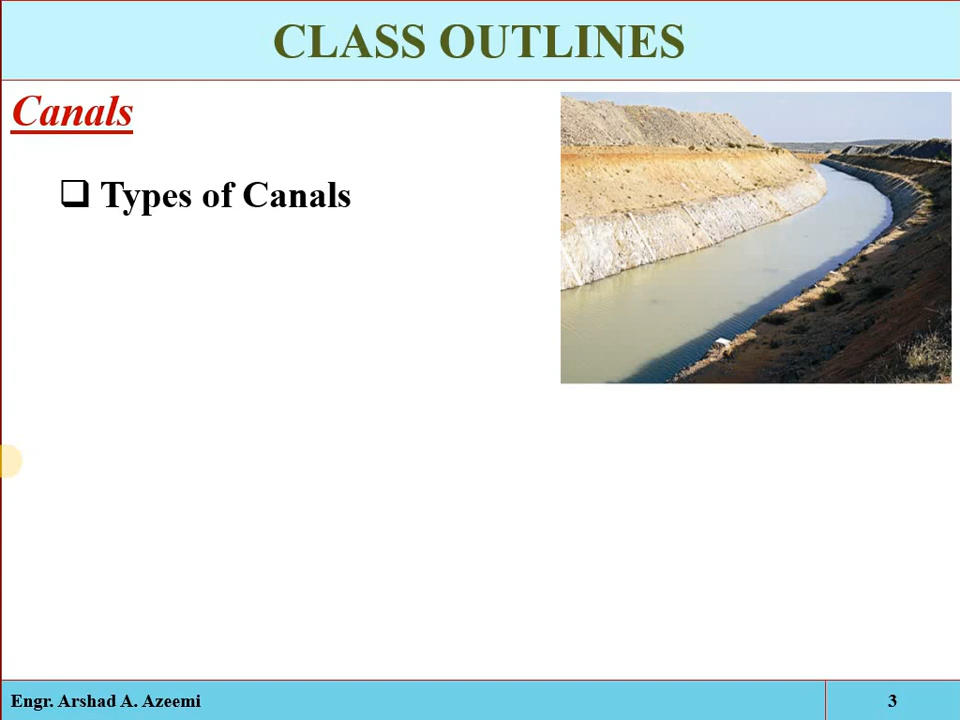 CLASS OUTLINES
Canals
❑ Types of Canals
Engr. Arshad A. Azeemi
3